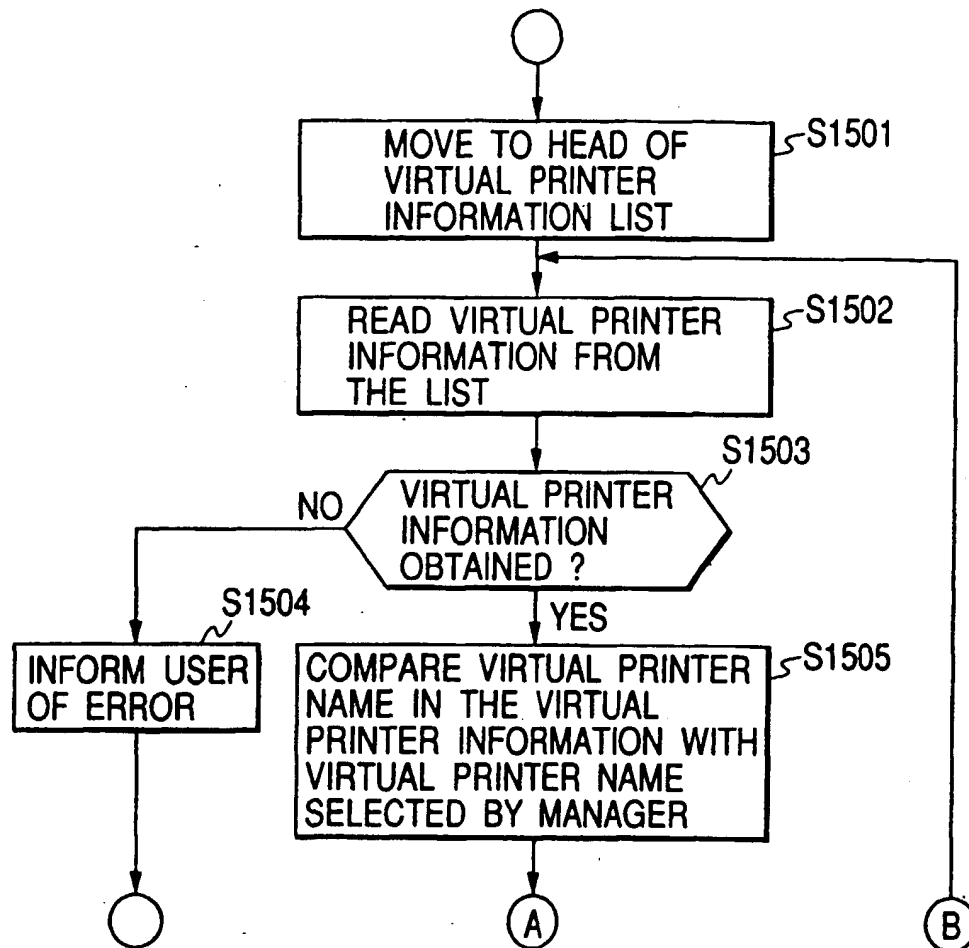 S1501
MOVE TO HEAD OF
VIRTUAL PRINTER
INFORMATION LIST
S1502
READ VIRTUAL PRINTER
INFORMATION FROM
THE LIST
S1503
NO
VIRTUAL PRINTER
INFORMATION
OBTAINED ?
S1504
YES
INFORM USER
OF ERROR
S1505
COMPARE VIRTUAL PRINTER
NAME IN THE VIRTUAL
PRINTER INFORMATION WITH
VIRTUAL PRINTER NAME
SELECTED BY MANAGER
A
B